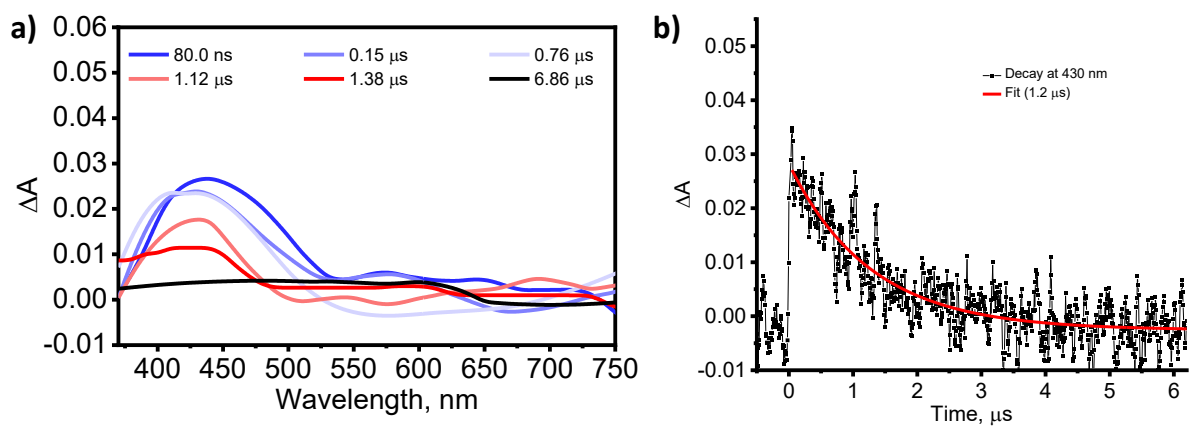 a)
80.0 ns
0.15 μs
0.76 μs
1.12 μs
1.38 μs
6.86 μs
0.06
0.05
0.04
0.03
0.02
0.01
0.00
-0.01
ΔA
400 450 500 550 600 650 700 750
Wavelength, nm
b)
Decay at 430 nm
Fit (1.2 μs)
0.05
0.04
0.03
0.02
0.01
0.00
-0.01
ΔA
0 1 2 3 4 5 6
Time, μs